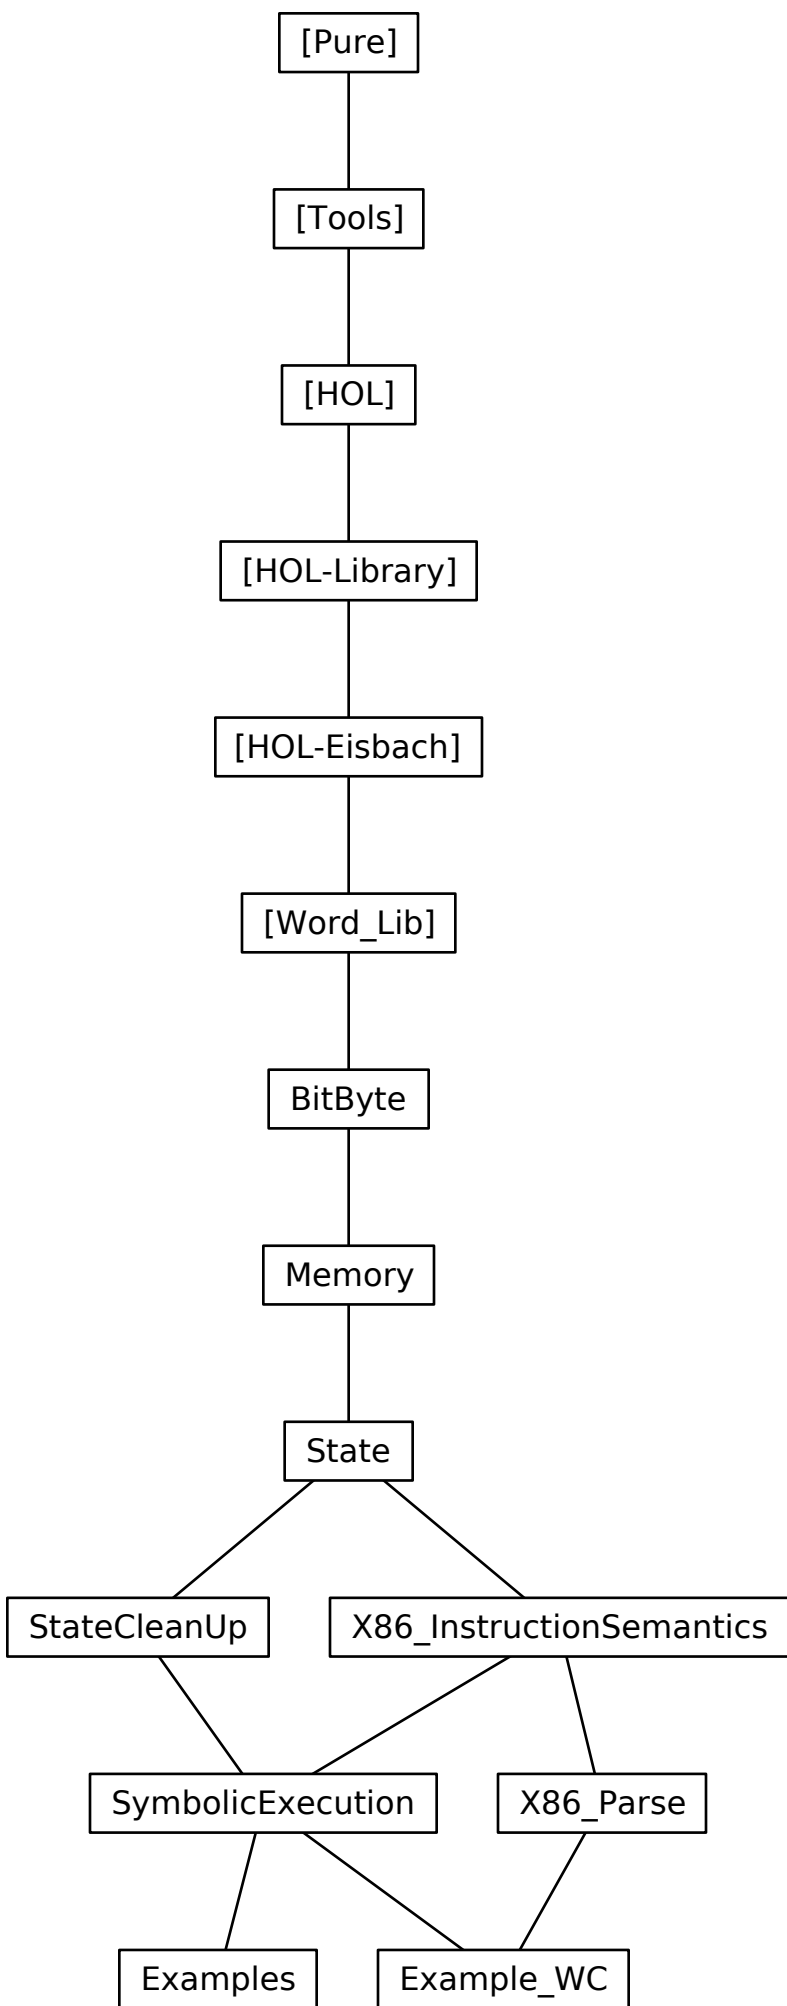 [Pure]
[Tools]
[HOL]
[HOL-Library]
[HOL-Eisbach]
[Word_Lib]
BitByte
Memory
State
StateCleanUp
X86_InstructionSemantics
SymbolicExecution
X86_Parse
Examples
Example_WC